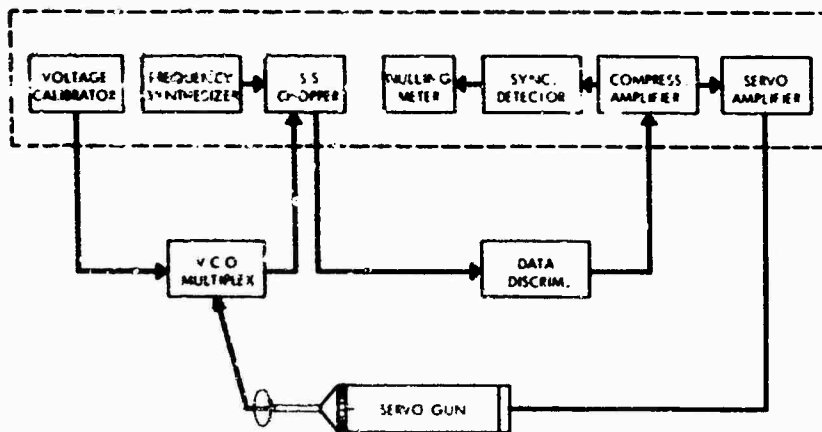 VOLTAGE
CALIBRATOR
FREQUENCY
SYNTHESIZER
S.S.
CHOPPER
NULLING
METER
SYNC.
DETECTOR
COMPRESS.
AMPLIFIER
SERVO
AMPLIFIER
V.C.O.
MULTIPLEX
DATA
DISCRIM.
SERVO GUN